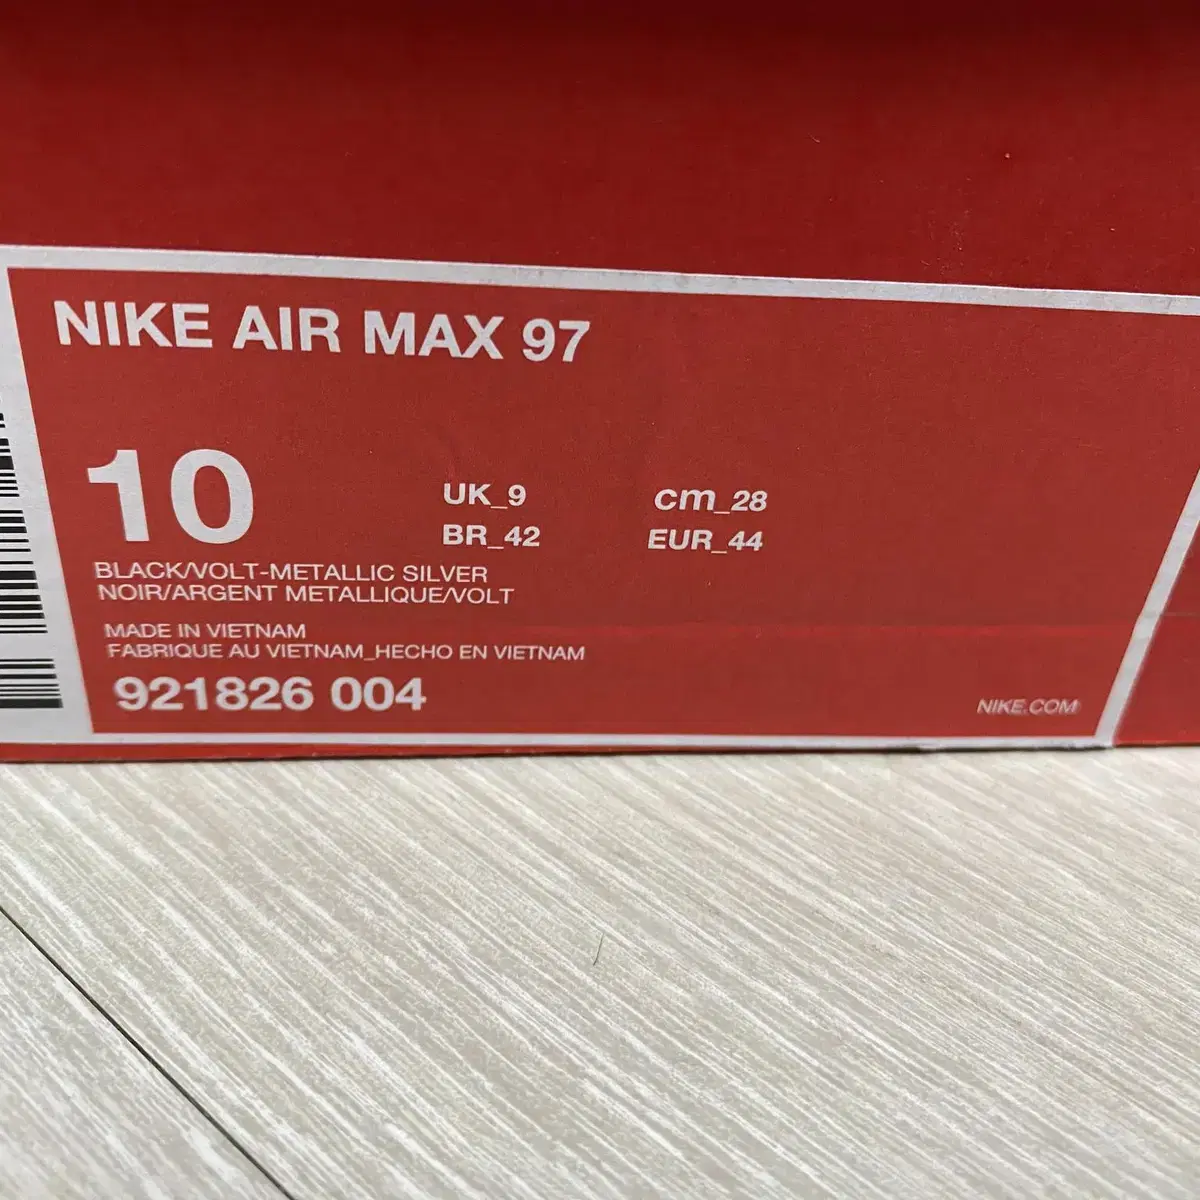 NIKE AIR MAX 97
10
UK_9 cm_28
BR_42 EUR_44
BLACK/VOLT-METALLIC SILVER
NOIR/ARGENT METALLIQUE/VOLT
MADE IN VIETNAM
FABRIQUE AU VIETNAM_HECHO EN VIETNAM
921826 004
NIKE.COM